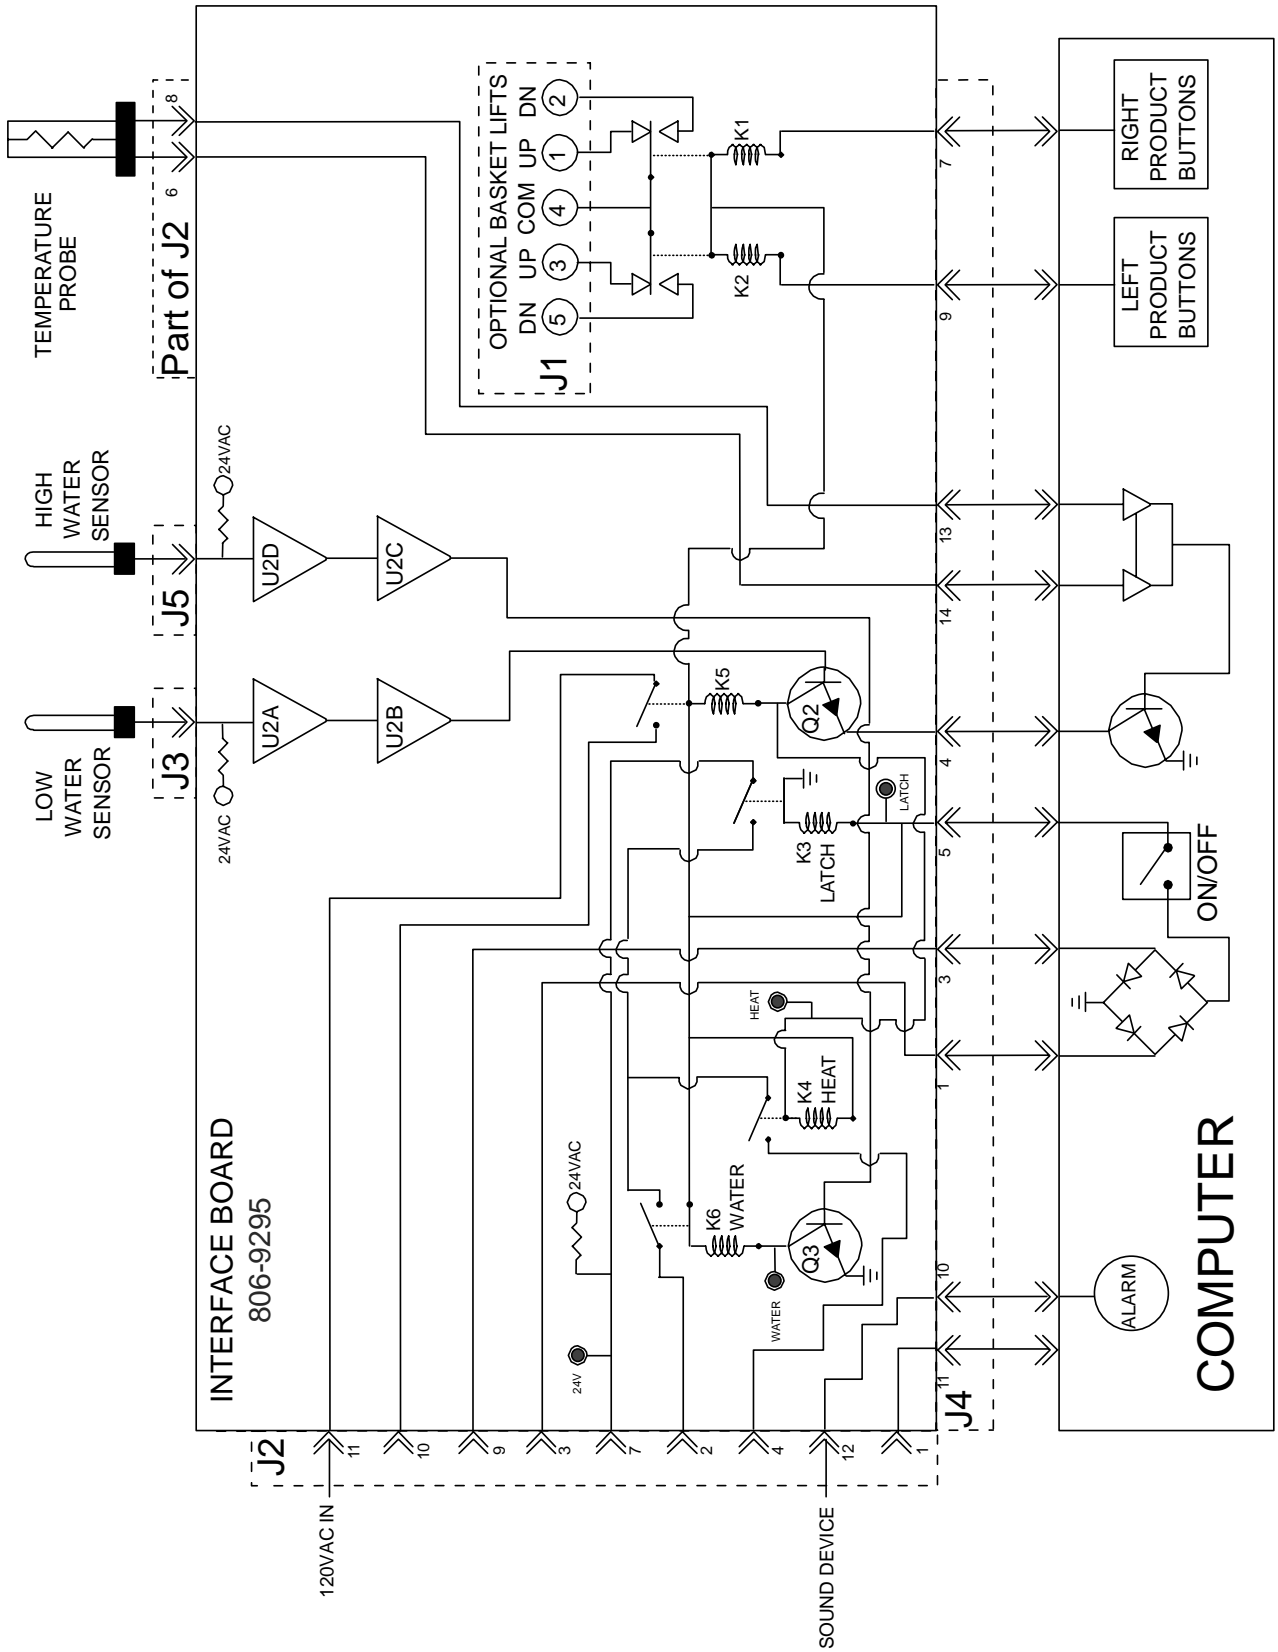 TEMPERATURE
PROBE
HIGH
WATER
SENSOR
LOW
WATER
SENSOR
Part of J2
6
8
J5
J3
24VAC
24VAC
U2D
U2C
U2A
U2B
INTERFACE BOARD
806-9295
OPTIONAL BASKET LIFTS
DN UP COM UP DN
5 3 4 1 2
J1
K2
K1
K5
Q2
K3
LATCH
LATCH
HEAT
K4
HEAT
24VAC
24V
K6
WATER
WATER
Q3
J2
11
10
9
3
7
2
4
12
1
120VAC IN
SOUND DEVICE
J4
11
10
1
3
5
4
14
13
9
7
COMPUTER
ALARM
ON/OFF
LEFT
PRODUCT
BUTTONS
RIGHT
PRODUCT
BUTTONS